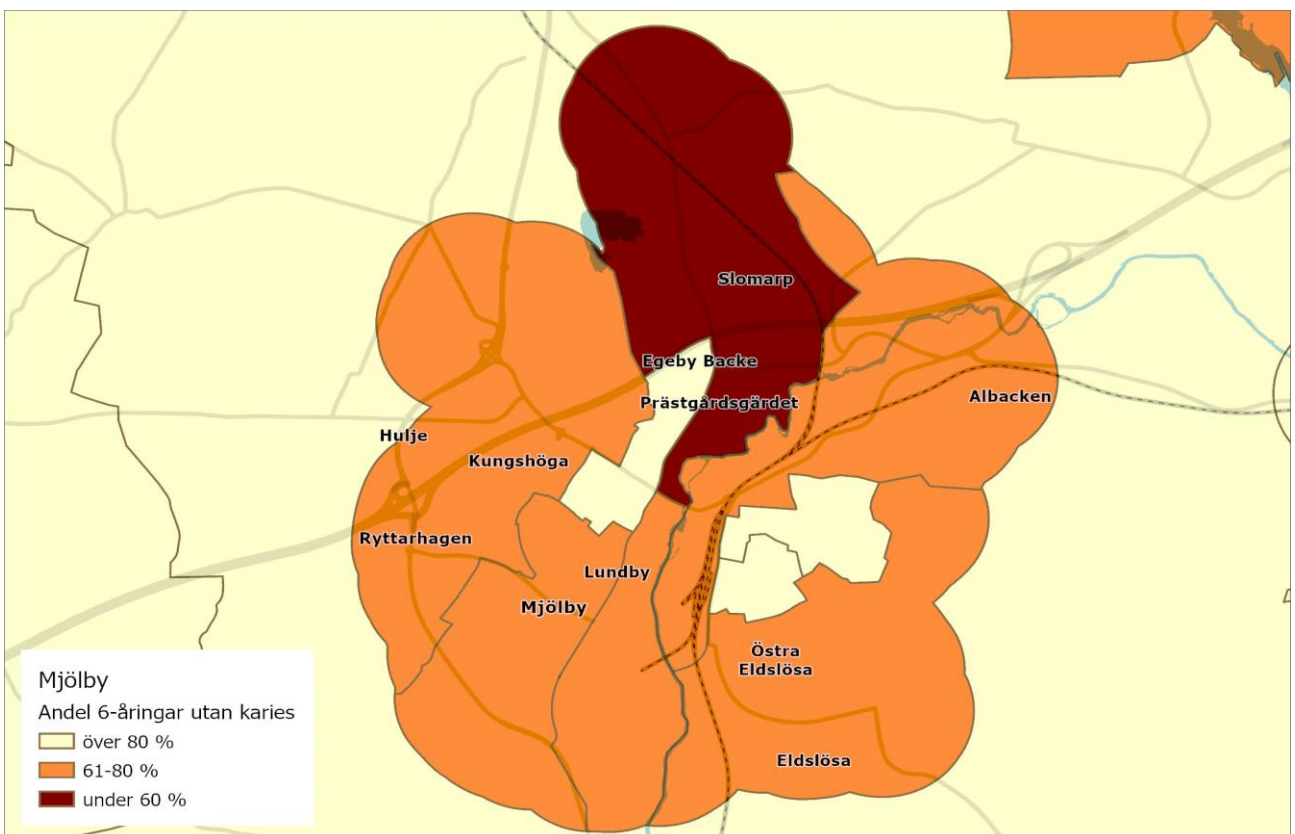 Slomarp
Egeby Backe
Prästgårdsgärdet
Albacken
Hulje
Kungshöga
Ryttarhagen
Lundby
Mjölby
Östra
Eldslösa
Eldslösa
Mjölby
Andel 6-åringar utan karies
över 80 %
61-80 %
under 60 %